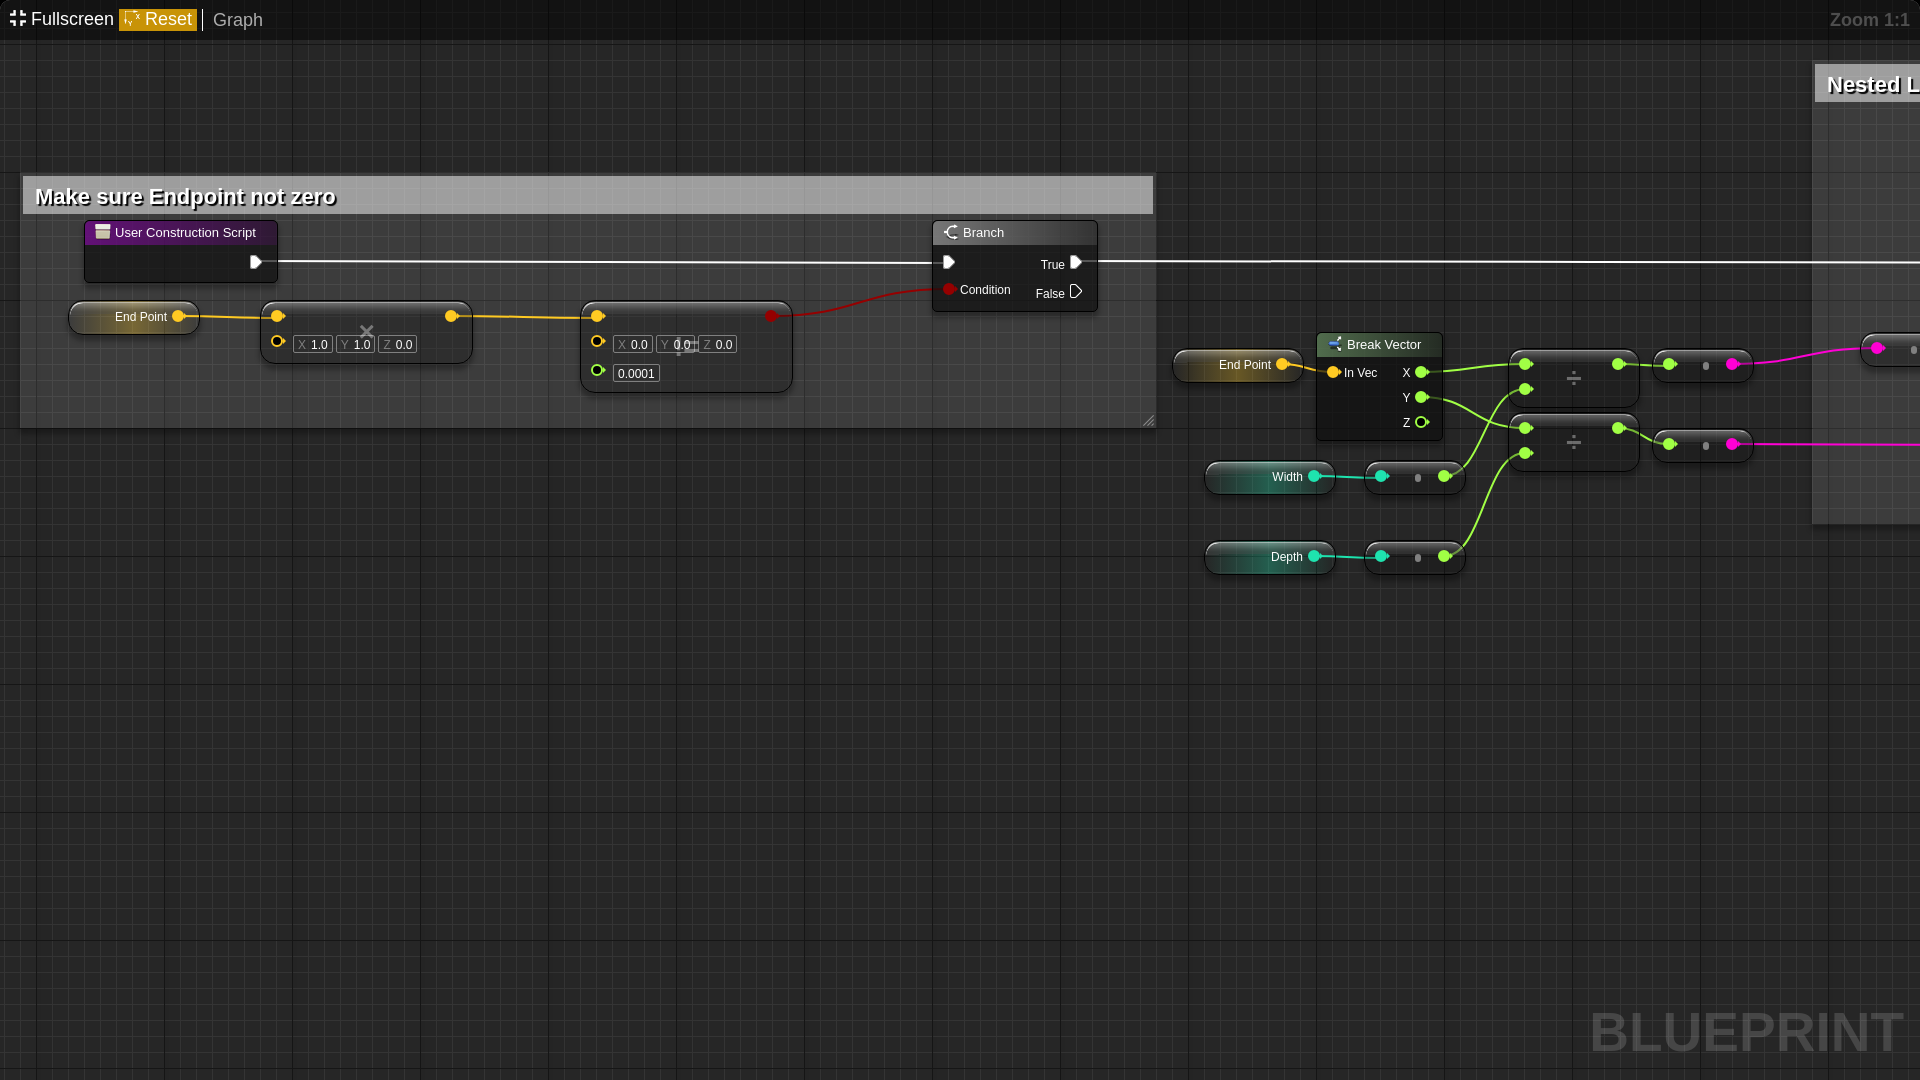 Fullscreen Reset Graph Zoom 1:1
Nested L
Make sure Endpoint not zero
User Construction Script
Branch
True
Condition
False
End Point
×
X 1.0 Y 1.0 Z 0.0
!=
X 0.0 Y 0.0 Z 0.0
0.0001
End Point
Break Vector
In Vec X
Y
Z
÷
÷
Width
Depth
BLUEPRINT